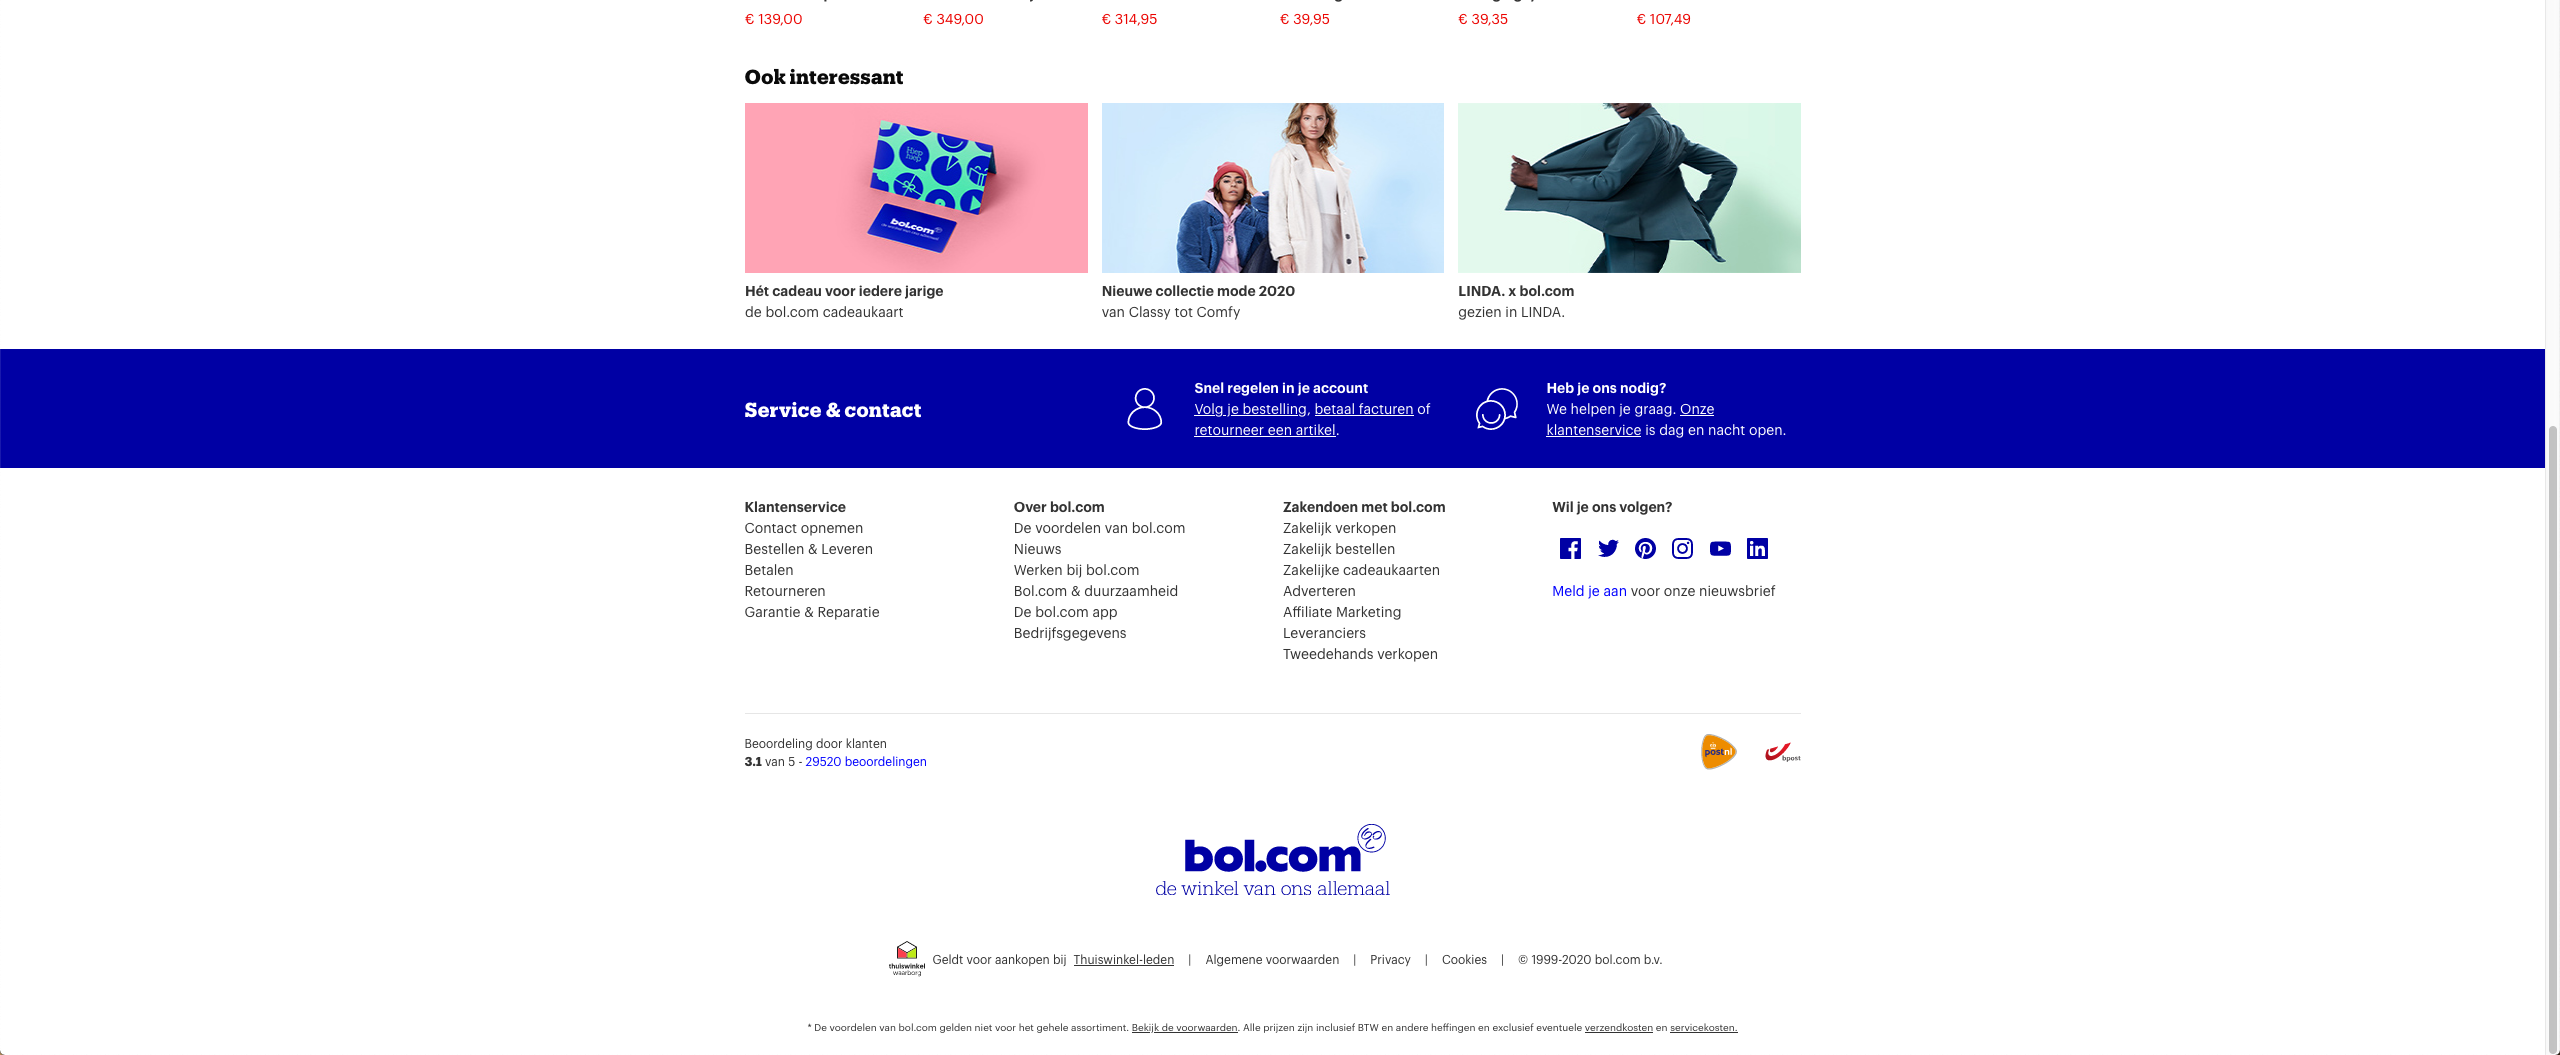 € 139,00
€ 349,00
€ 314,95
€ 39,95
€ 39,35
€ 107,49
Ook interessant
Hiep
hiep
bol.com
Hét cadeau voor iedere jarige
de bol.com cadeaukaart
Nieuwe collectie mode 2020
van Classy tot Comfy
LINDA. x bol.com
gezien in LINDA.
Service & contact
Snel regelen in je account
Volg je bestelling, betaal facturen of
retourneer een artikel.
Heb je ons nodig?
We helpen je graag. Onze
klantenservice is dag en nacht open.
Klantenservice
Contact opnemen
Bestellen & Leveren
Betalen
Retourneren
Garantie & Reparatie
Over bol.com
De voordelen van bol.com
Nieuws
Werken bij bol.com
Bol.com & duurzaamheid
De bol.com app
Bedrijfsgegevens
Zakendoen met bol.com
Zakelijk verkopen
Zakelijk bestellen
Zakelijke cadeaukaarten
Adverteren
Affiliate Marketing
Leveranciers
Tweedehands verkopen
Wil je ons volgen?
Meld je aan voor onze nieuwsbrief
Beoordeling door klanten
3.1 van 5 - 29520 beoordelingen
postnl
bpost
bol.com
de winkel van ons allemaal
thuiswinkel
waarborg
Geldt voor aankopen bij Thuiswinkel-leden | Algemene voorwaarden | Privacy | Cookies | © 1999-2020 bol.com b.v.
* De voordelen van bol.com gelden niet voor het gehele assortiment. Bekijk de voorwaarden. Alle prijzen zijn inclusief BTW en andere heffingen en exclusief eventuele verzendkosten en servicekosten.